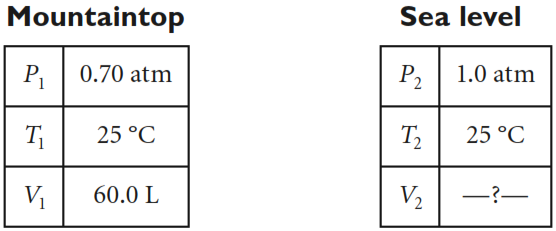 Mountaintop
P₁ 0.70 atm
T₁ 25 °C
V₁ 60.0 L
Sea level
P₂ 1.0 atm
T₂ 25 °C
V₂ —?—